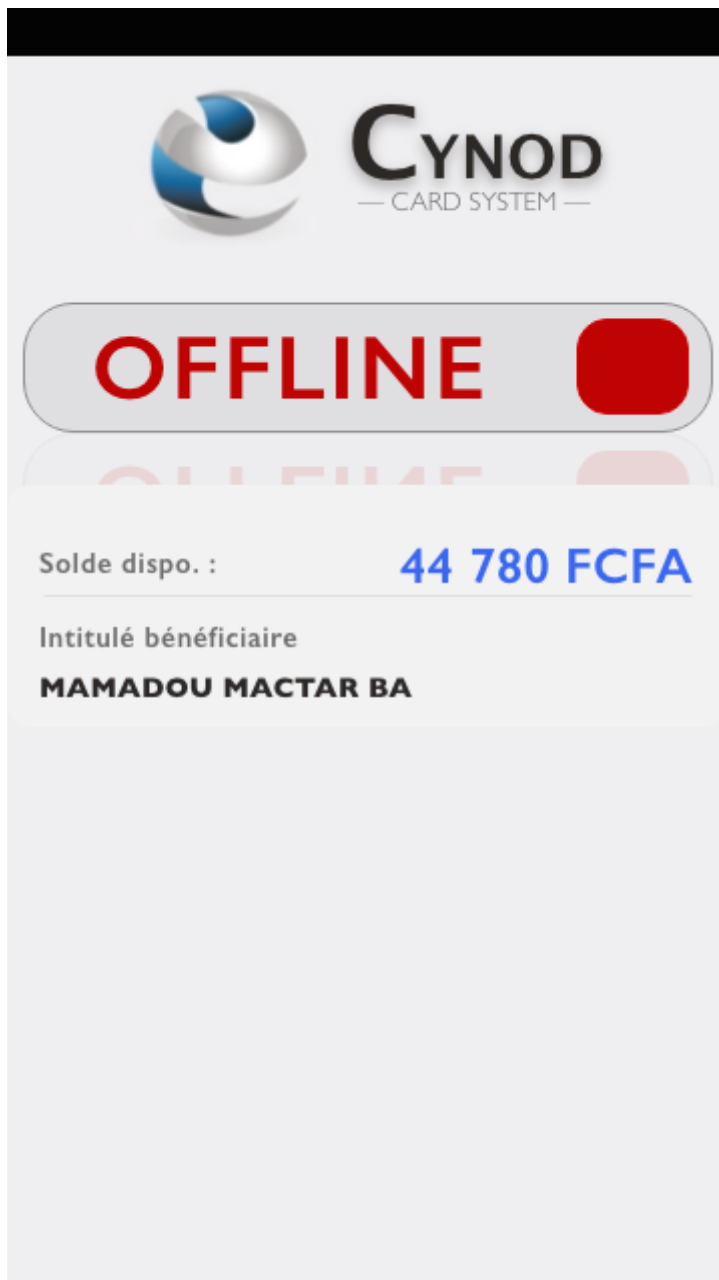 CYNOD
— CARD SYSTEM —
OFFLINE
Solde dispo. : 44 780 FCFA
Intitulé bénéficiaire
MAMADOU MACTAR BA